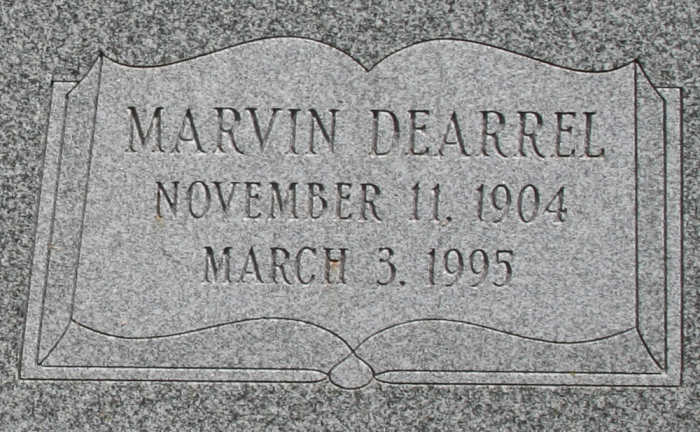 MARVIN DEARREL
NOVEMBER 11, 1904
MARCH 3, 1995